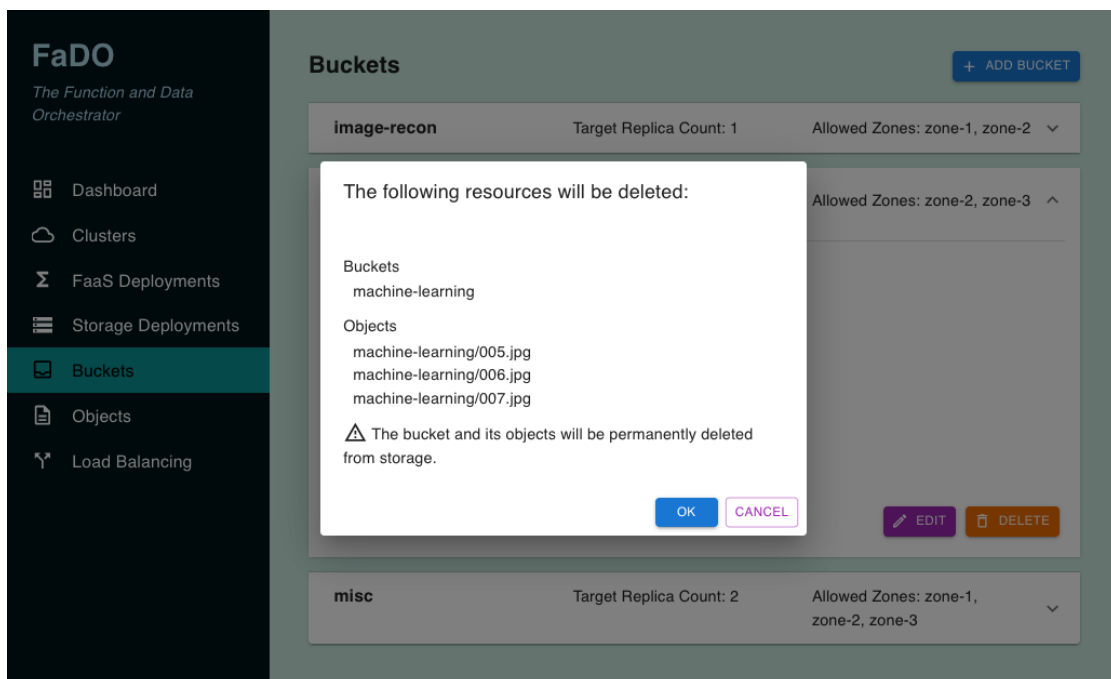 FaDO
The Function and Data
Orchestrator
Dashboard
Clusters
FaaS Deployments
Storage Deployments
Buckets
Objects
Load Balancing
Buckets
+ ADD BUCKET
image-recon Target Replica Count: 1 Allowed Zones: zone-1, zone-2
Allowed Zones: zone-2, zone-3
The following resources will be deleted:
Buckets
machine-learning
Objects
machine-learning/005.jpg
machine-learning/006.jpg
machine-learning/007.jpg
The bucket and its objects will be permanently deleted
from storage.
OK CANCEL
EDIT DELETE
misc Target Replica Count: 2 Allowed Zones: zone-1,
zone-2, zone-3